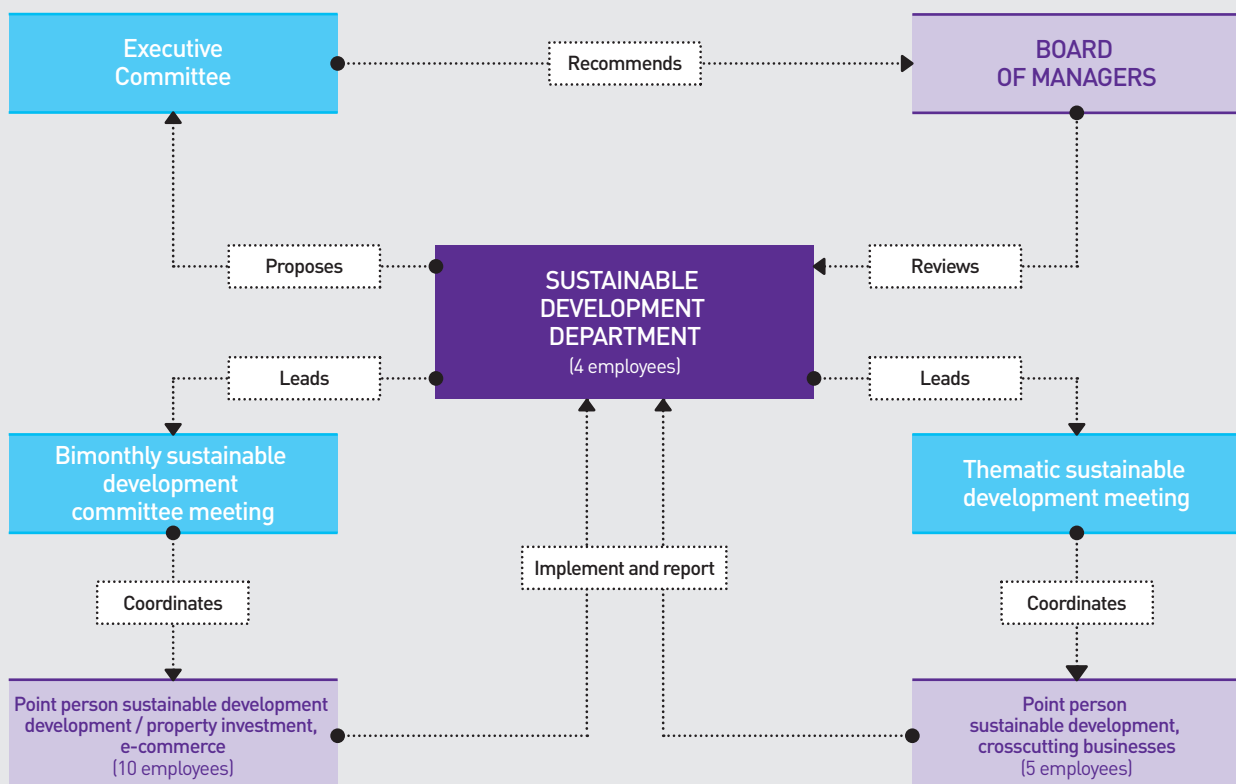 Executive
Committee
Recommends
BOARD
OF MANAGERS
Proposes
SUSTAINABLE
DEVELOPMENT
DEPARTMENT
(4 employees)
Reviews
Leads
Leads
Bimonthly sustainable
development
committee meeting
Thematic sustainable
development meeting
Implement and report
Coordinates
Coordinates
Point person sustainable development
development / property investment,
e-commerce
(10 employees)
Point person
sustainable development,
crosscutting businesses
(5 employees)